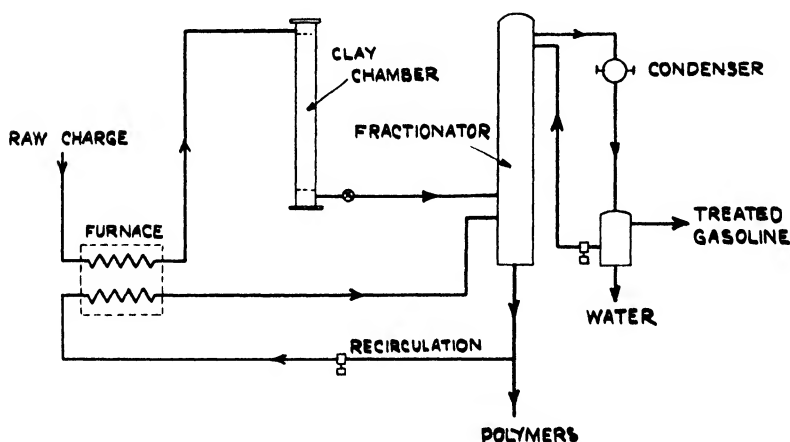 RAW CHARGE
FURNACE
CLAY
CHAMBER
FRACTIONATOR
CONDENSER
TREATED
GASOLINE
WATER
RECIRCULATION
POLYMERS